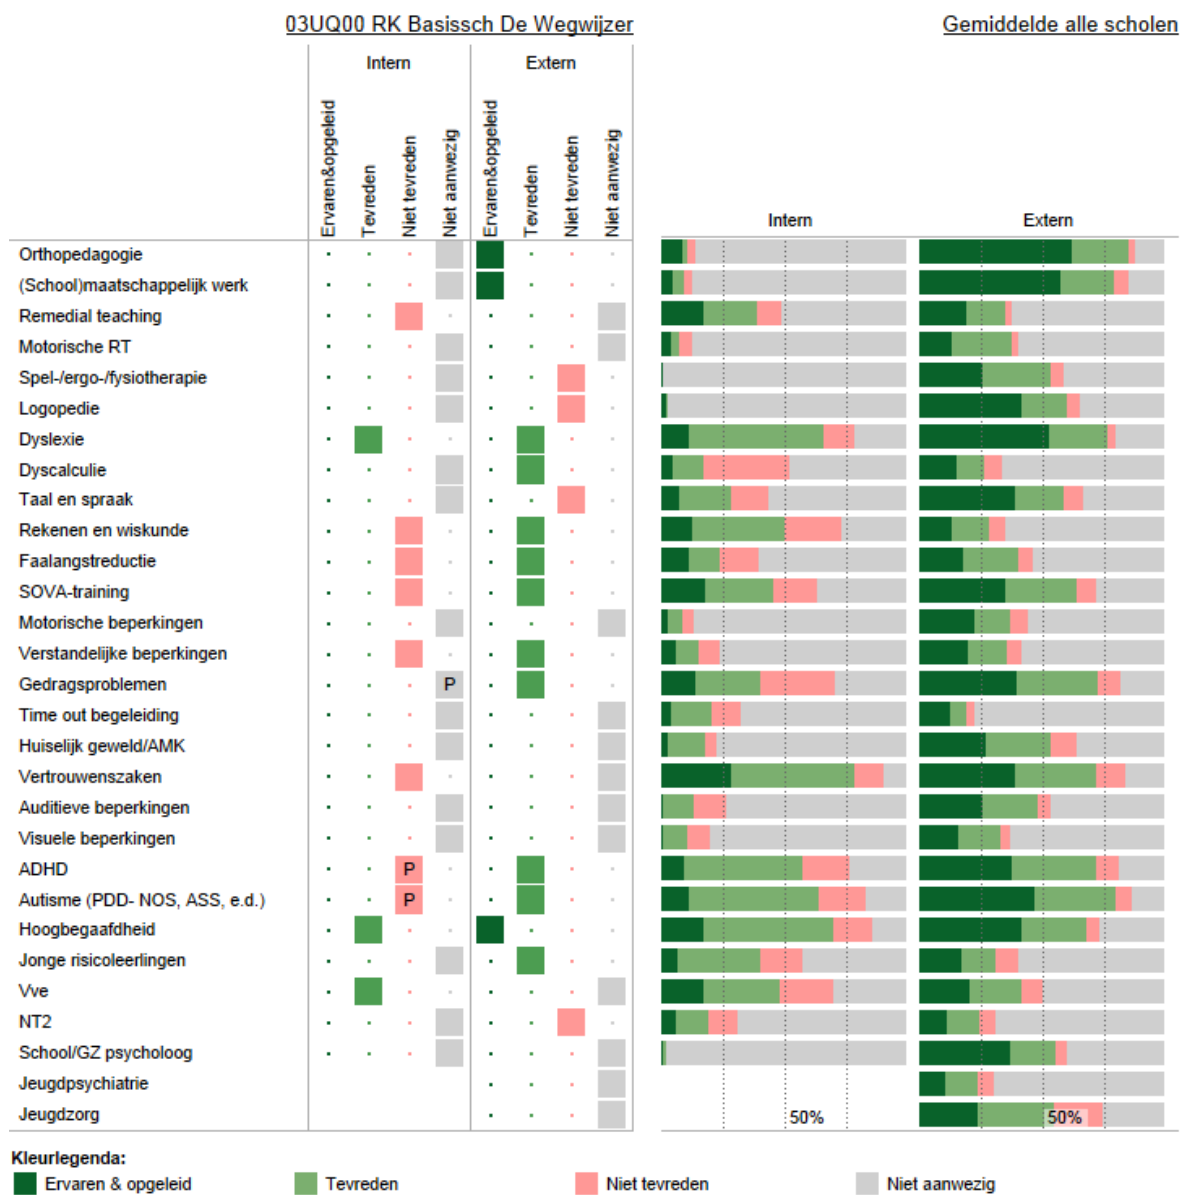 03UQ00 RK Basissch De Wegwijzer
Gemiddelde alle scholen
Intern
Extern
Ervaren&opgeleid
Tevreden
Niet tevreden
Niet aanwezig
Ervaren&opgeleid
Tevreden
Niet tevreden
Niet aanwezig
Intern
Extern
Orthopedagogie
(School)maatschappelijk werk
Remedial teaching
Motorische RT
Spel-/ergo-/fysiotherapie
Logopedie
Dyslexie
Dyscalculie
Taal en spraak
Rekenen en wiskunde
Faalangstreductie
SOVA-training
Motorische beperkingen
Verstandelijke beperkingen
Gedragsproblemen P
Time out begeleiding
Huiselijk geweld/AMK
Vertrouwenszaken
Auditieve beperkingen
Visuele beperkingen
ADHD P
Autisme (PDD- NOS, ASS, e.d.) P
Hoogbegaafdheid
Jonge risicoleerlingen
Vve
NT2
School/GZ psycholoog
Jeugdpsychiatrie
Jeugdzorg 50% 50%
Kleurlegenda:
Ervaren & opgeleid Tevreden Niet tevreden Niet aanwezig